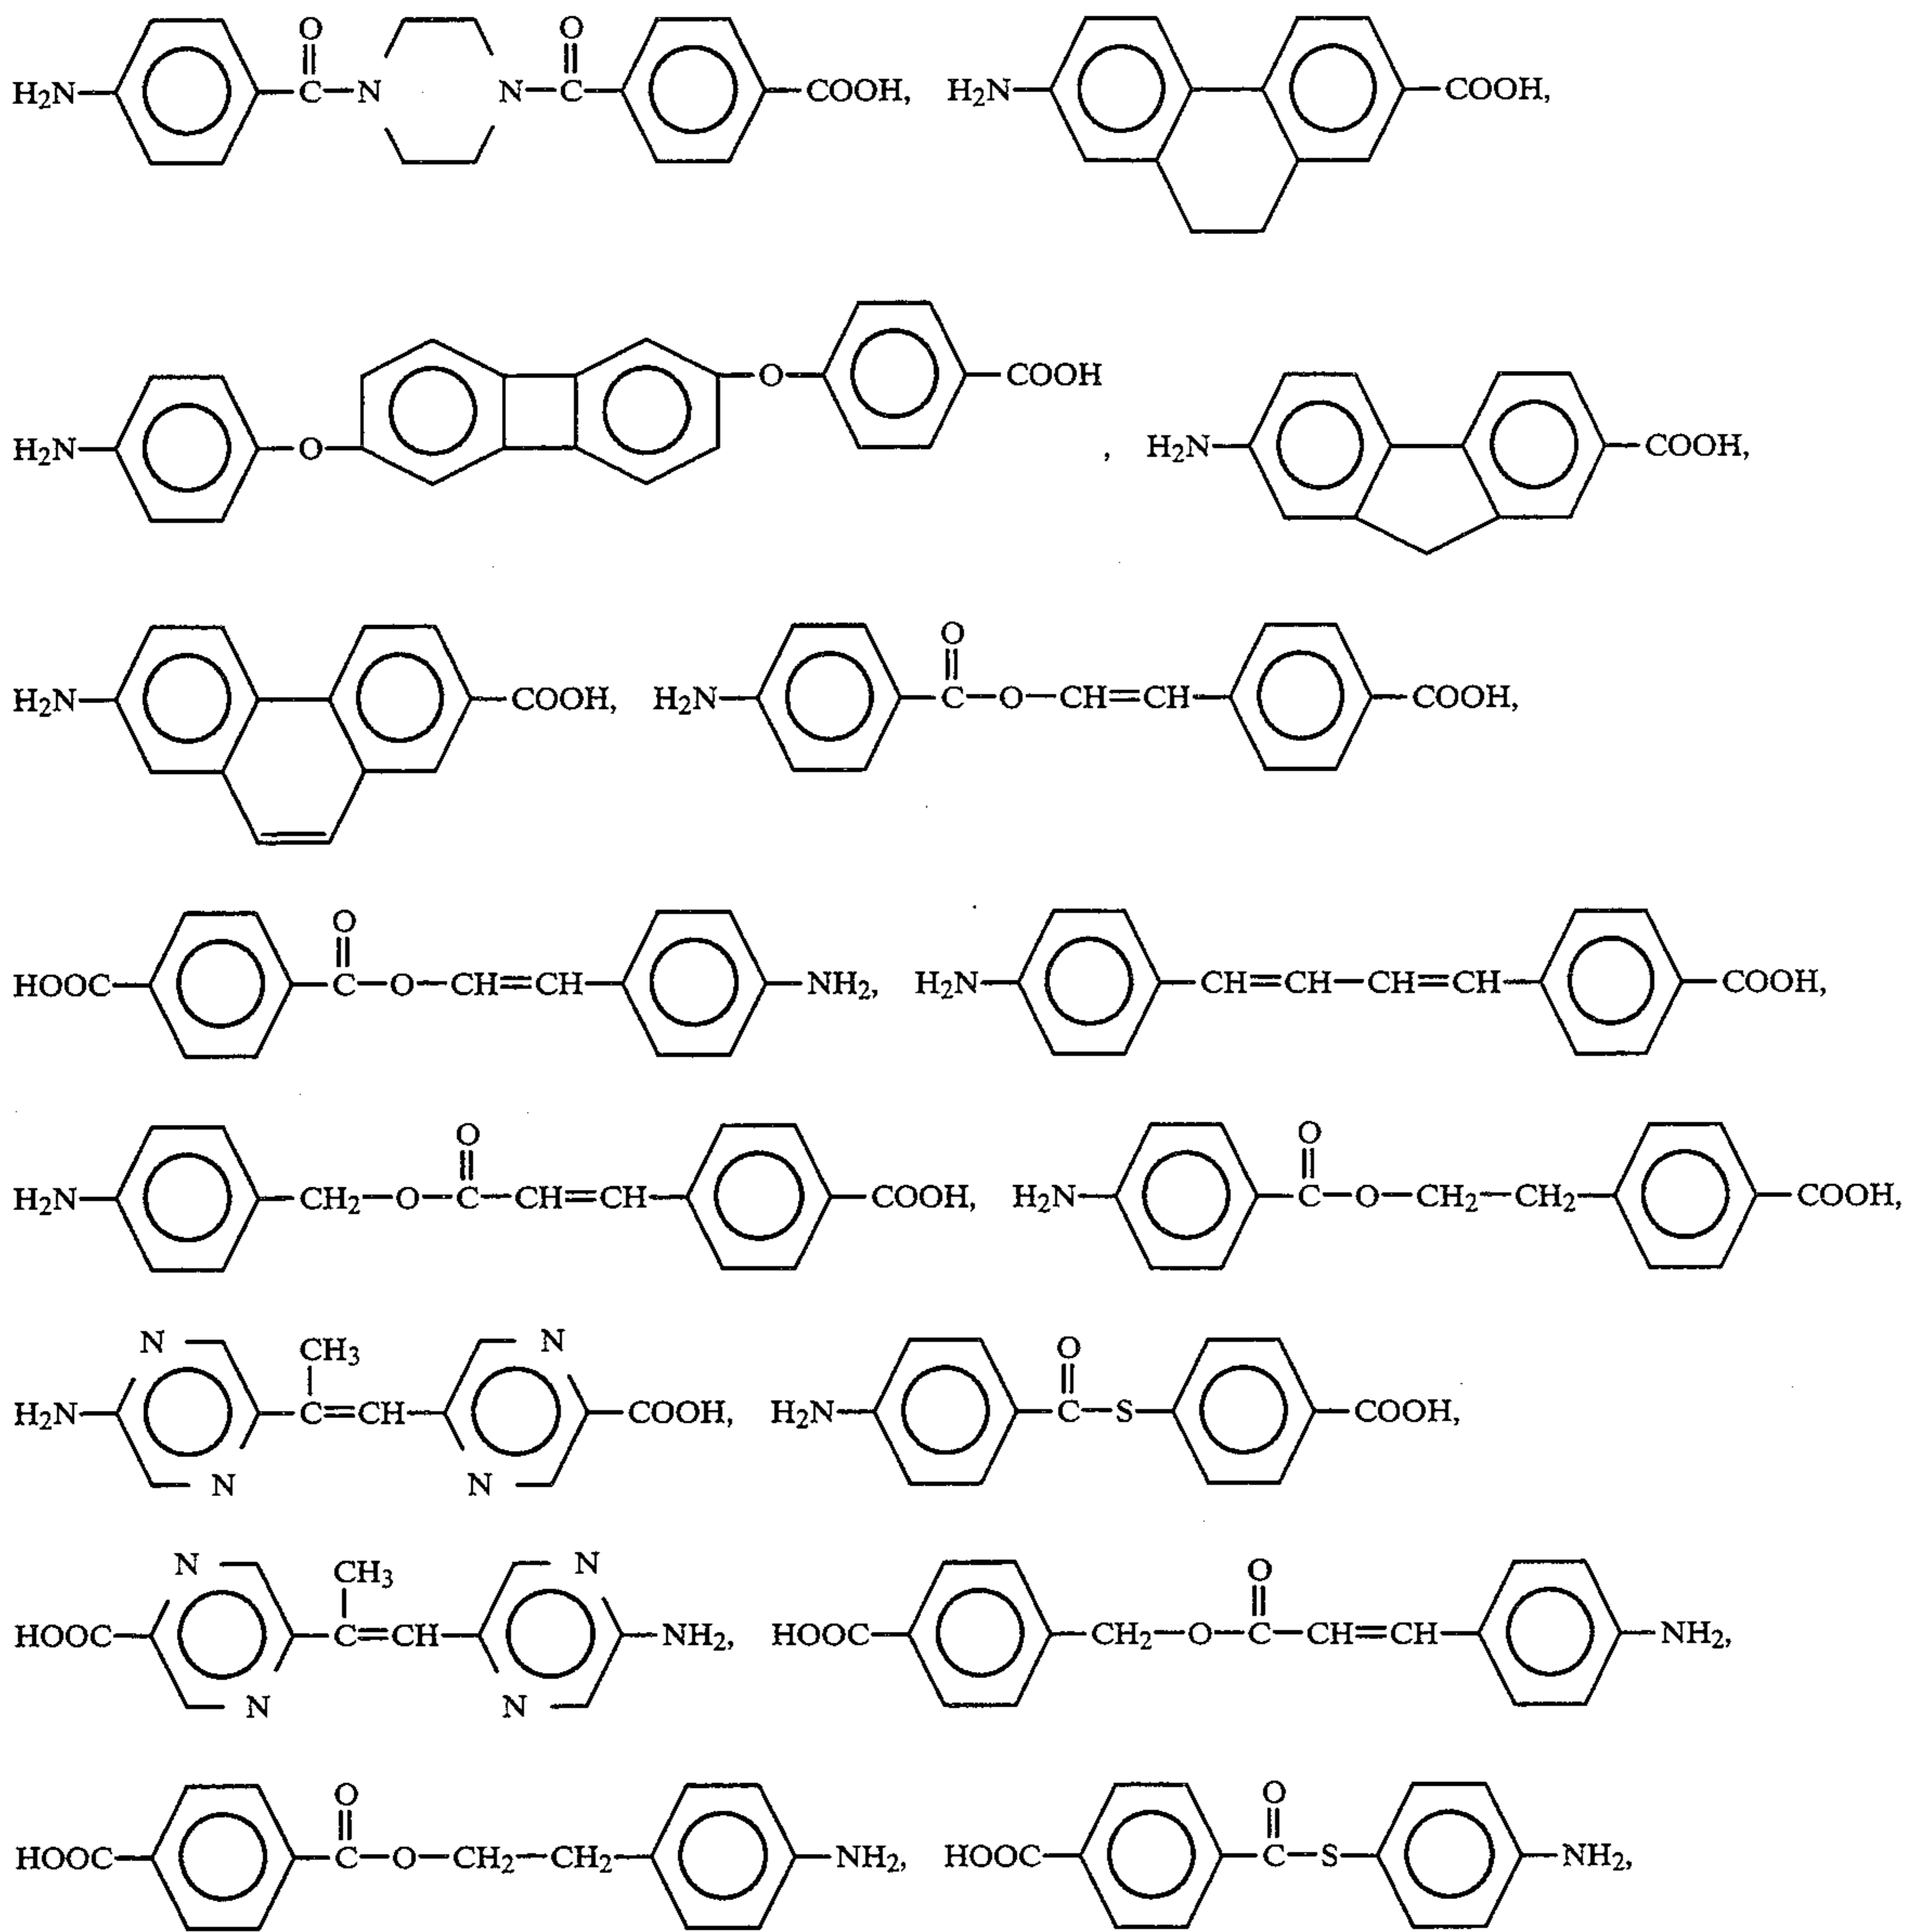 O O
H2N C N N C COOH, H2N COOH,
O COOH
H2N O , H2N COOH,
O
H2N COOH, H2N C O CH=CH COOH,
O
HOOC C O CH=CH NH2, H2N CH=CH CH=CH COOH,
O O
H2N CH2 O C CH=CH COOH, H2N C O CH2 CH2 COOH,
N CH3 N O
H2N C=CH COOH, H2N C S COOH,
N N
N CH3 N O
HOOC C=CH NH2, HOOC CH2 O C CH=CH NH2,
N N
O O
HOOC C O CH2 CH2 NH2, HOOC C S NH2,